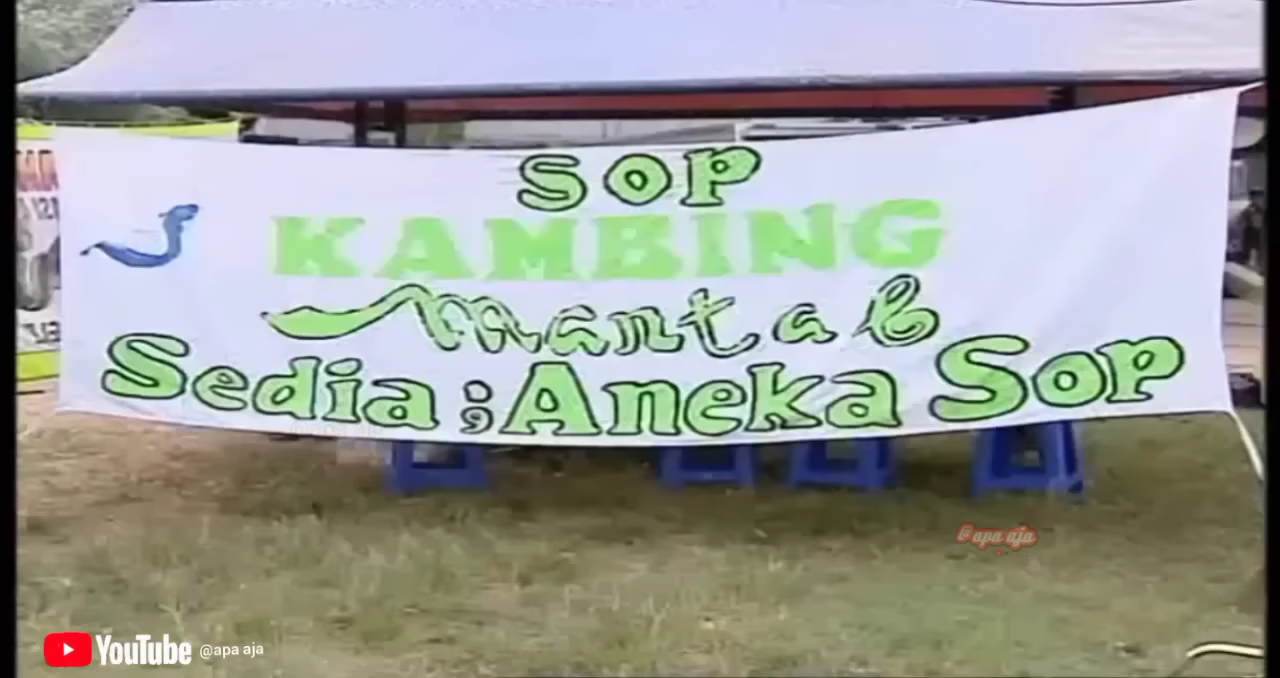 SOP
KAMBING
mantab
Sedia ; Aneka Sop
@apa aja
YouTube @apa aja